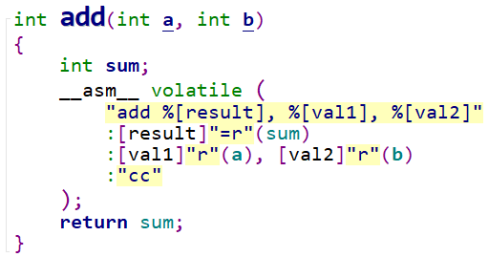 int add(int a, int b)
{
    int sum;
    __asm__ volatile (
        "add %[result], %[val1], %[val2]"
        :[result]"=r"(sum)
        :[val1]"r"(a), [val2]"r"(b)
        :"cc"
    );
    return sum;
}